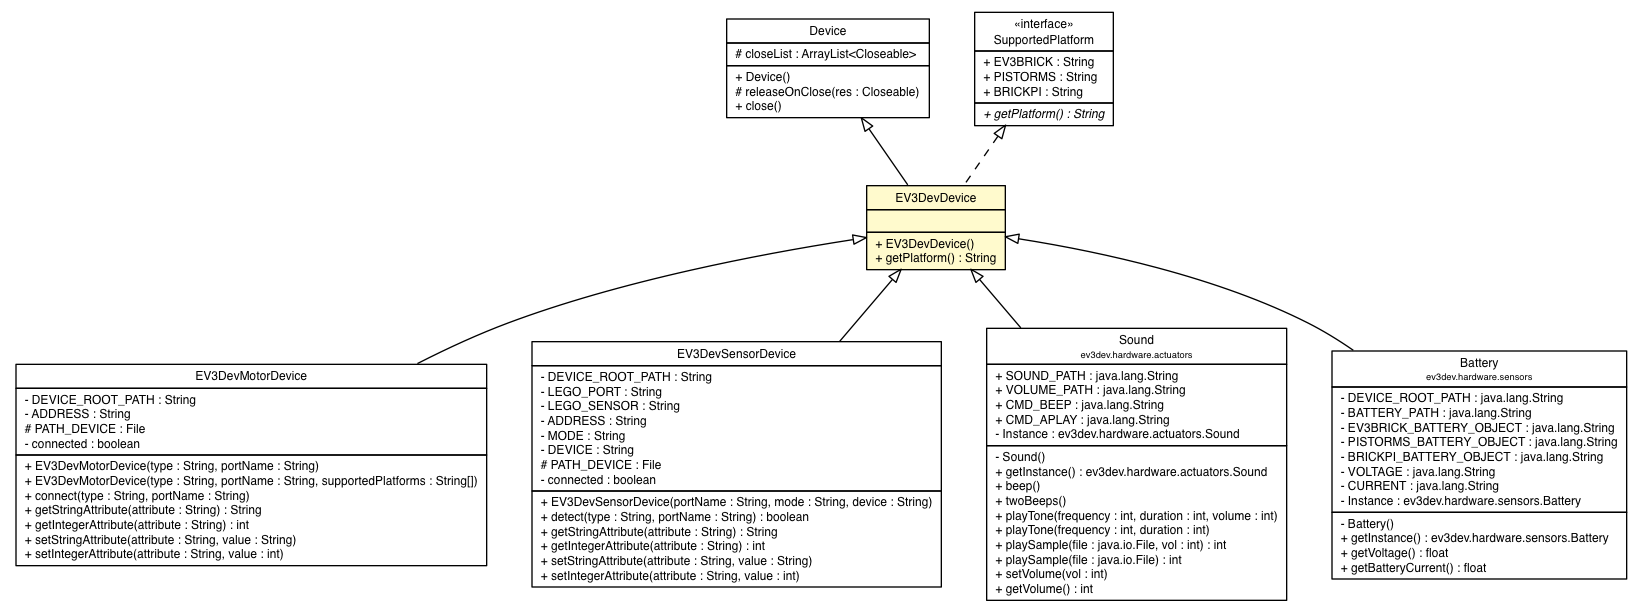 Device
# closeList : ArrayList<Closeable>
+ Device()
# releaseOnClose(res : Closeable)
+ close()
«interface»
SupportedPlatform
+ EV3BRICK : String
+ PISTORMS : String
+ BRICKPI : String
+ getPlatform() : String
EV3DevDevice
+ EV3DevDevice()
+ getPlatform() : String
EV3DevMotorDevice
- DEVICE_ROOT_PATH : String
- ADDRESS : String
# PATH_DEVICE : File
- connected : boolean
+ EV3DevMotorDevice(type : String, portName : String)
+ EV3DevMotorDevice(type : String, portName : String, supportedPlatforms : String[])
+ connect(type : String, portName : String)
+ getStringAttribute(attribute : String) : String
+ getIntegerAttribute(attribute : String) : int
+ setStringAttribute(attribute : String, value : String)
+ setIntegerAttribute(attribute : String, value : int)
EV3DevSensorDevice
- DEVICE_ROOT_PATH : String
- LEGO_PORT : String
- LEGO_SENSOR : String
- ADDRESS : String
- MODE : String
- DEVICE : String
# PATH_DEVICE : File
- connected : boolean
+ EV3DevSensorDevice(portName : String, mode : String, device : String)
+ detect(type : String, portName : String) : boolean
+ getStringAttribute(attribute : String) : String
+ getIntegerAttribute(attribute : String) : int
+ setStringAttribute(attribute : String, value : String)
+ setIntegerAttribute(attribute : String, value : int)
Sound
ev3dev.hardware.actuators
+ SOUND_PATH : java.lang.String
+ VOLUME_PATH : java.lang.String
+ CMD_BEEP : java.lang.String
+ CMD_APLAY : java.lang.String
- Instance : ev3dev.hardware.actuators.Sound
- Sound()
+ getInstance() : ev3dev.hardware.actuators.Sound
+ beep()
+ twoBeeps()
+ playTone(frequency : int, duration : int, volume : int)
+ playTone(frequency : int, duration : int)
+ playSample(file : java.io.File, vol : int) : int
+ playSample(file : java.io.File) : int
+ setVolume(vol : int)
+ getVolume() : int
Battery
ev3dev.hardware.sensors
- DEVICE_ROOT_PATH : java.lang.String
- BATTERY_PATH : java.lang.String
- EV3BRICK_BATTERY_OBJECT : java.lang.String
- PISTORMS_BATTERY_OBJECT : java.lang.String
- BRICKPI_BATTERY_OBJECT : java.lang.String
- VOLTAGE : java.lang.String
- CURRENT : java.lang.String
- Instance : ev3dev.hardware.sensors.Battery
- Battery()
+ getInstance() : ev3dev.hardware.sensors.Battery
+ getVoltage() : float
+ getBatteryCurrent() : float